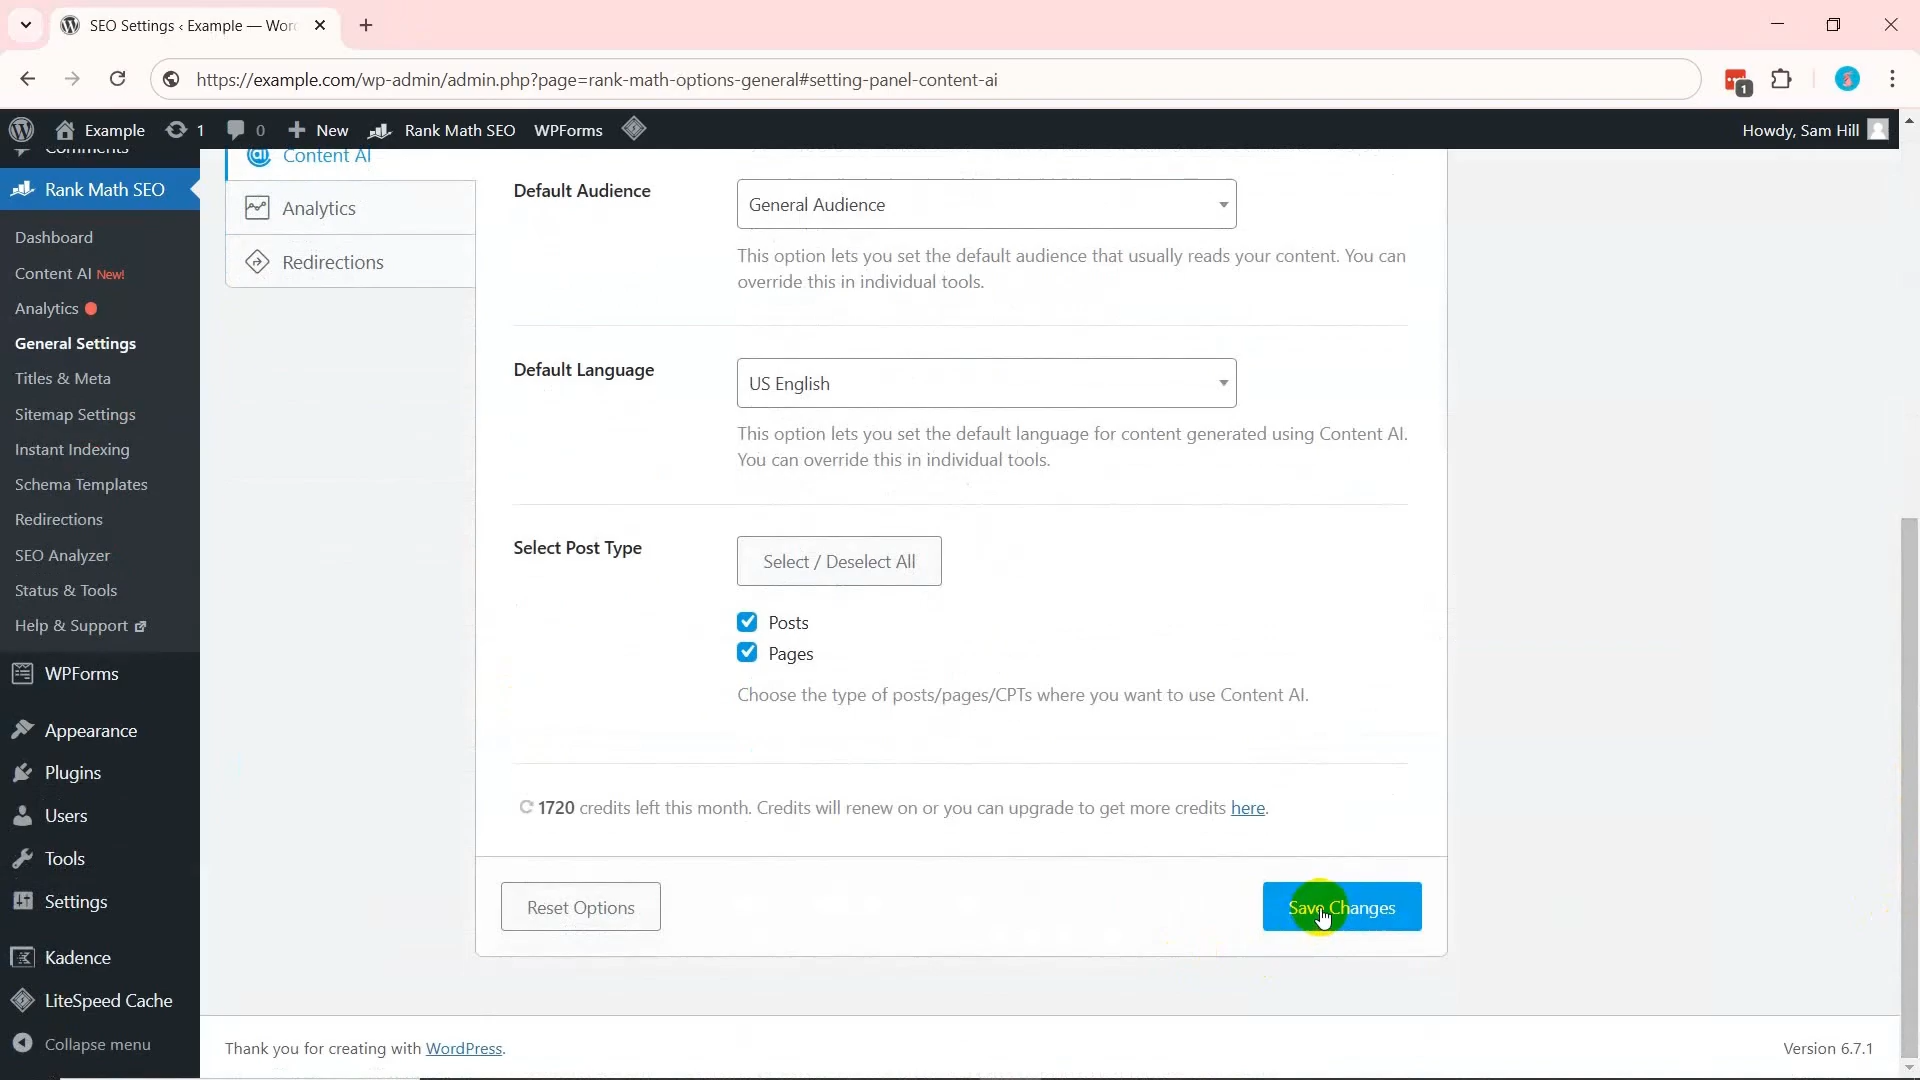 SEO Settings ‹ Example — Wor
https://example.com/wp-admin/admin.php?page=rank-math-options-general#setting-panel-content-ai
1
Example
1
0
New
Rank Math SEO
WPForms
Howdy, Sam Hill
Comments
Rank Math SEO
Dashboard
Content AI New!
Analytics
General Settings
Titles & Meta
Sitemap Settings
Instant Indexing
Schema Templates
Redirections
SEO Analyzer
Status & Tools
Help & Support
WPForms
Appearance
Plugins
Users
Tools
Settings
Kadence
LiteSpeed Cache
Collapse menu
Content AI
Analytics
Redirections
Default Audience
General Audience
This option lets you set the default audience that usually reads your content. You can
override this in individual tools.
Default Language
US English
This option lets you set the default language for content generated using Content AI.
You can override this in individual tools.
Select Post Type
Select / Deselect All
Posts
Pages
Choose the type of posts/pages/CPTs where you want to use Content AI.
1720 credits left this month. Credits will renew on or you can upgrade to get more credits here.
Reset Options
Save Changes
Thank you for creating with WordPress.
Version 6.7.1